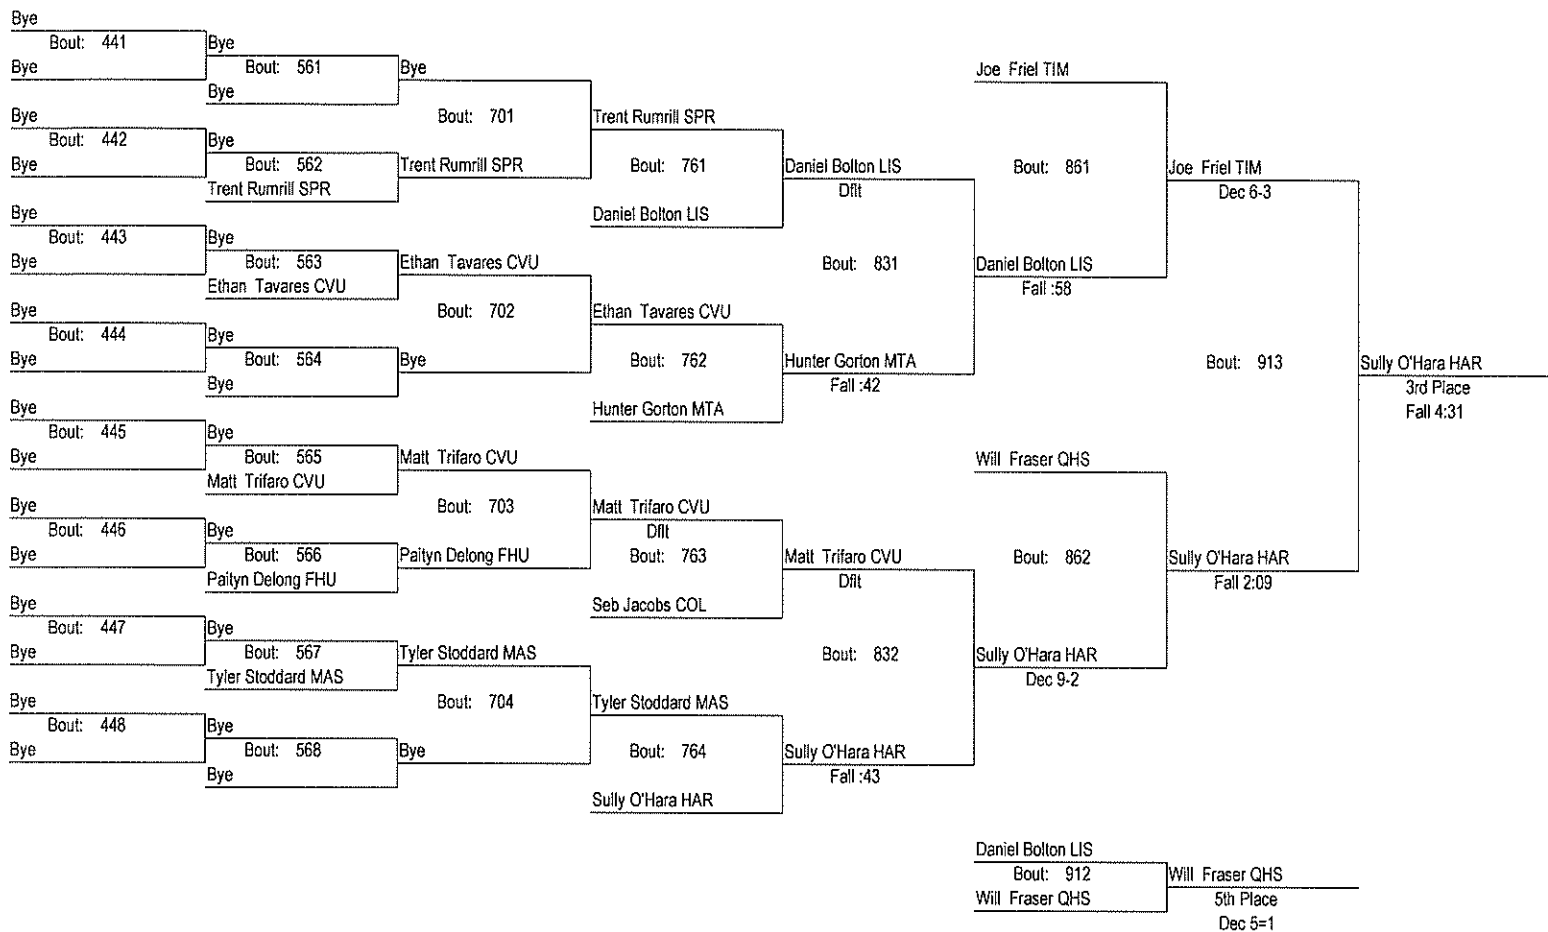 Bye
Bout: 441
Bye
Bye
Bout: 442
Bye
Bye
Bout: 443
Bye
Bye
Bout: 444
Bye
Bye
Bout: 445
Bye
Bye
Bout: 446
Bye
Bye
Bout: 447
Bye
Bye
Bout: 448
Bye
Bye
Bout: 561
Bye
Bye
Bout: 562
Trent Rumrill SPR
Bye
Bout: 563
Ethan Tavares CVU
Bye
Bout: 564
Bye
Bye
Bout: 565
Matt Trifaro CVU
Bye
Bout: 566
Paityn Delong FHU
Bye
Bout: 567
Tyler Stoddard MAS
Bye
Bout: 568
Bye
Bye
Bout: 701
Trent Rumrill SPR
Ethan Tavares CVU
Bout: 702
Bye
Matt Trifaro CVU
Bout: 703
Paityn Delong FHU
Tyler Stoddard MAS
Bout: 704
Bye
Trent Rumrill SPR
Bout: 761
Daniel Bolton LIS
Ethan Tavares CVU
Bout: 762
Hunter Gorton MTA
Matt Trifaro CVU
Dflt
Bout: 763
Seb Jacobs COL
Tyler Stoddard MAS
Bout: 764
Sully O'Hara HAR
Daniel Bolton LIS
Dflt
Bout: 831
Hunter Gorton MTA
Fall :42
Matt Trifaro CVU
Dflt
Bout: 832
Sully O'Hara HAR
Fall :43
Joe Friel TIM
Bout: 861
Daniel Bolton LIS
Fall :58
Will Fraser QHS
Bout: 862
Sully O'Hara HAR
Dec 9-2
Joe Friel TIM
Dec 6-3
Bout: 913
Sully O'Hara HAR
Fall 2:09
Sully O'Hara HAR
3rd Place
Fall 4:31
Daniel Bolton LIS
Bout: 912
Will Fraser QHS
Will Fraser QHS
5th Place
Dec 5=1